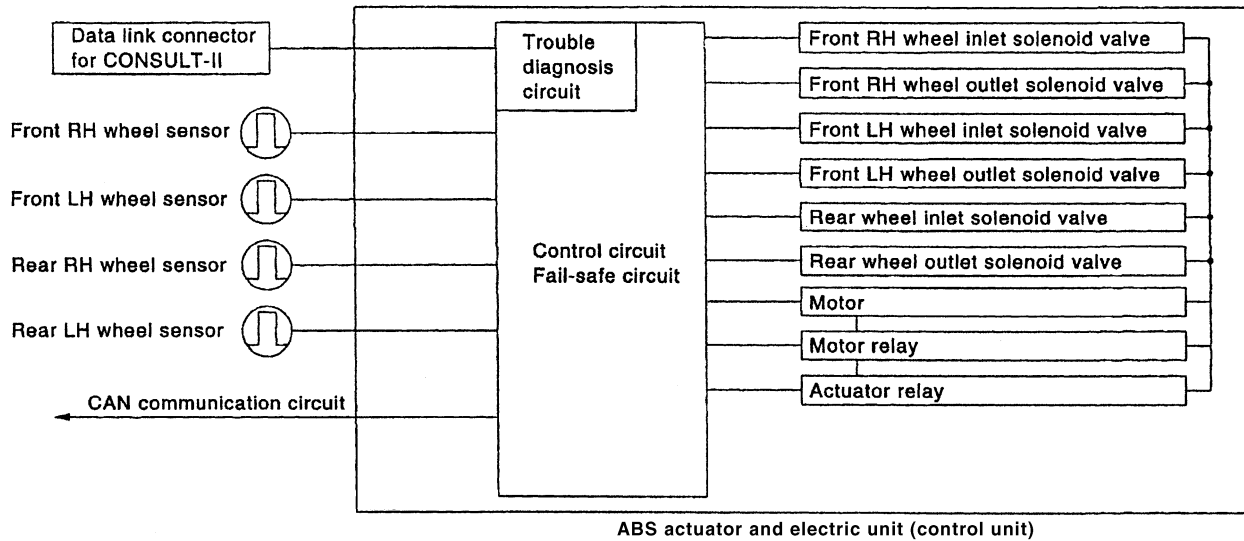 Data link connector
for CONSULT-II
Front RH wheel sensor
Front LH wheel sensor
Rear RH wheel sensor
Rear LH wheel sensor
CAN communication circuit
Trouble
diagnosis
circuit
Control circuit
Fail-safe circuit
Front RH wheel inlet solenoid valve
Front RH wheel outlet solenoid valve
Front LH wheel inlet solenoid valve
Front LH wheel outlet solenoid valve
Rear wheel inlet solenoid valve
Rear wheel outlet solenoid valve
Motor
Motor relay
Actuator relay
ABS actuator and electric unit (control unit)